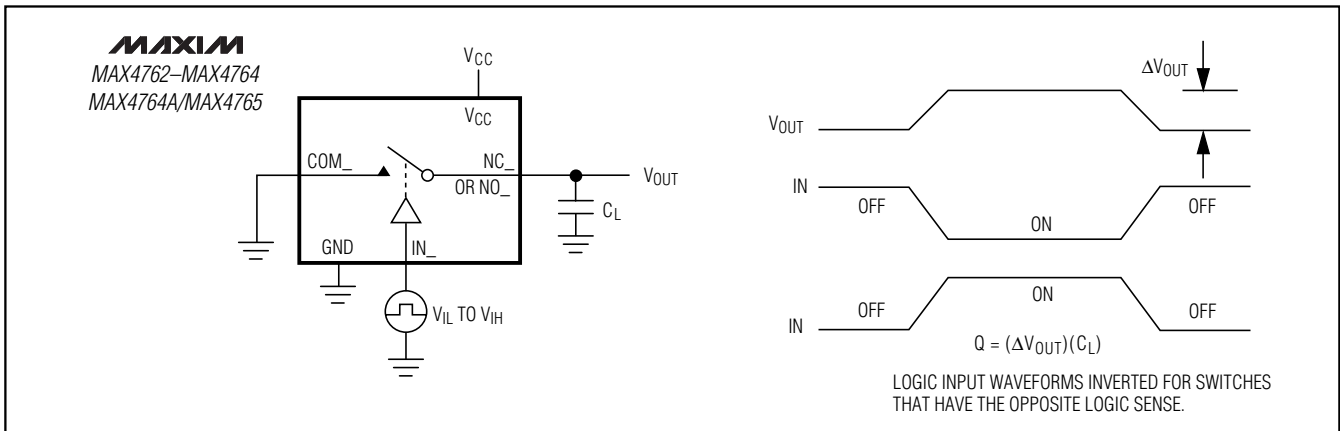 MAXIM
MAX4762–MAX4764
MAX4764A/MAX4765
VCC
VCC
COM_
NC_
OR NO_
VOUT
CL
GND
IN_
VIL TO VIH
ΔVOUT
VOUT
IN
OFF
ON
OFF
IN
OFF
ON
OFF
Q = (ΔVOUT)(CL)
LOGIC INPUT WAVEFORMS INVERTED FOR SWITCHES
THAT HAVE THE OPPOSITE LOGIC SENSE.